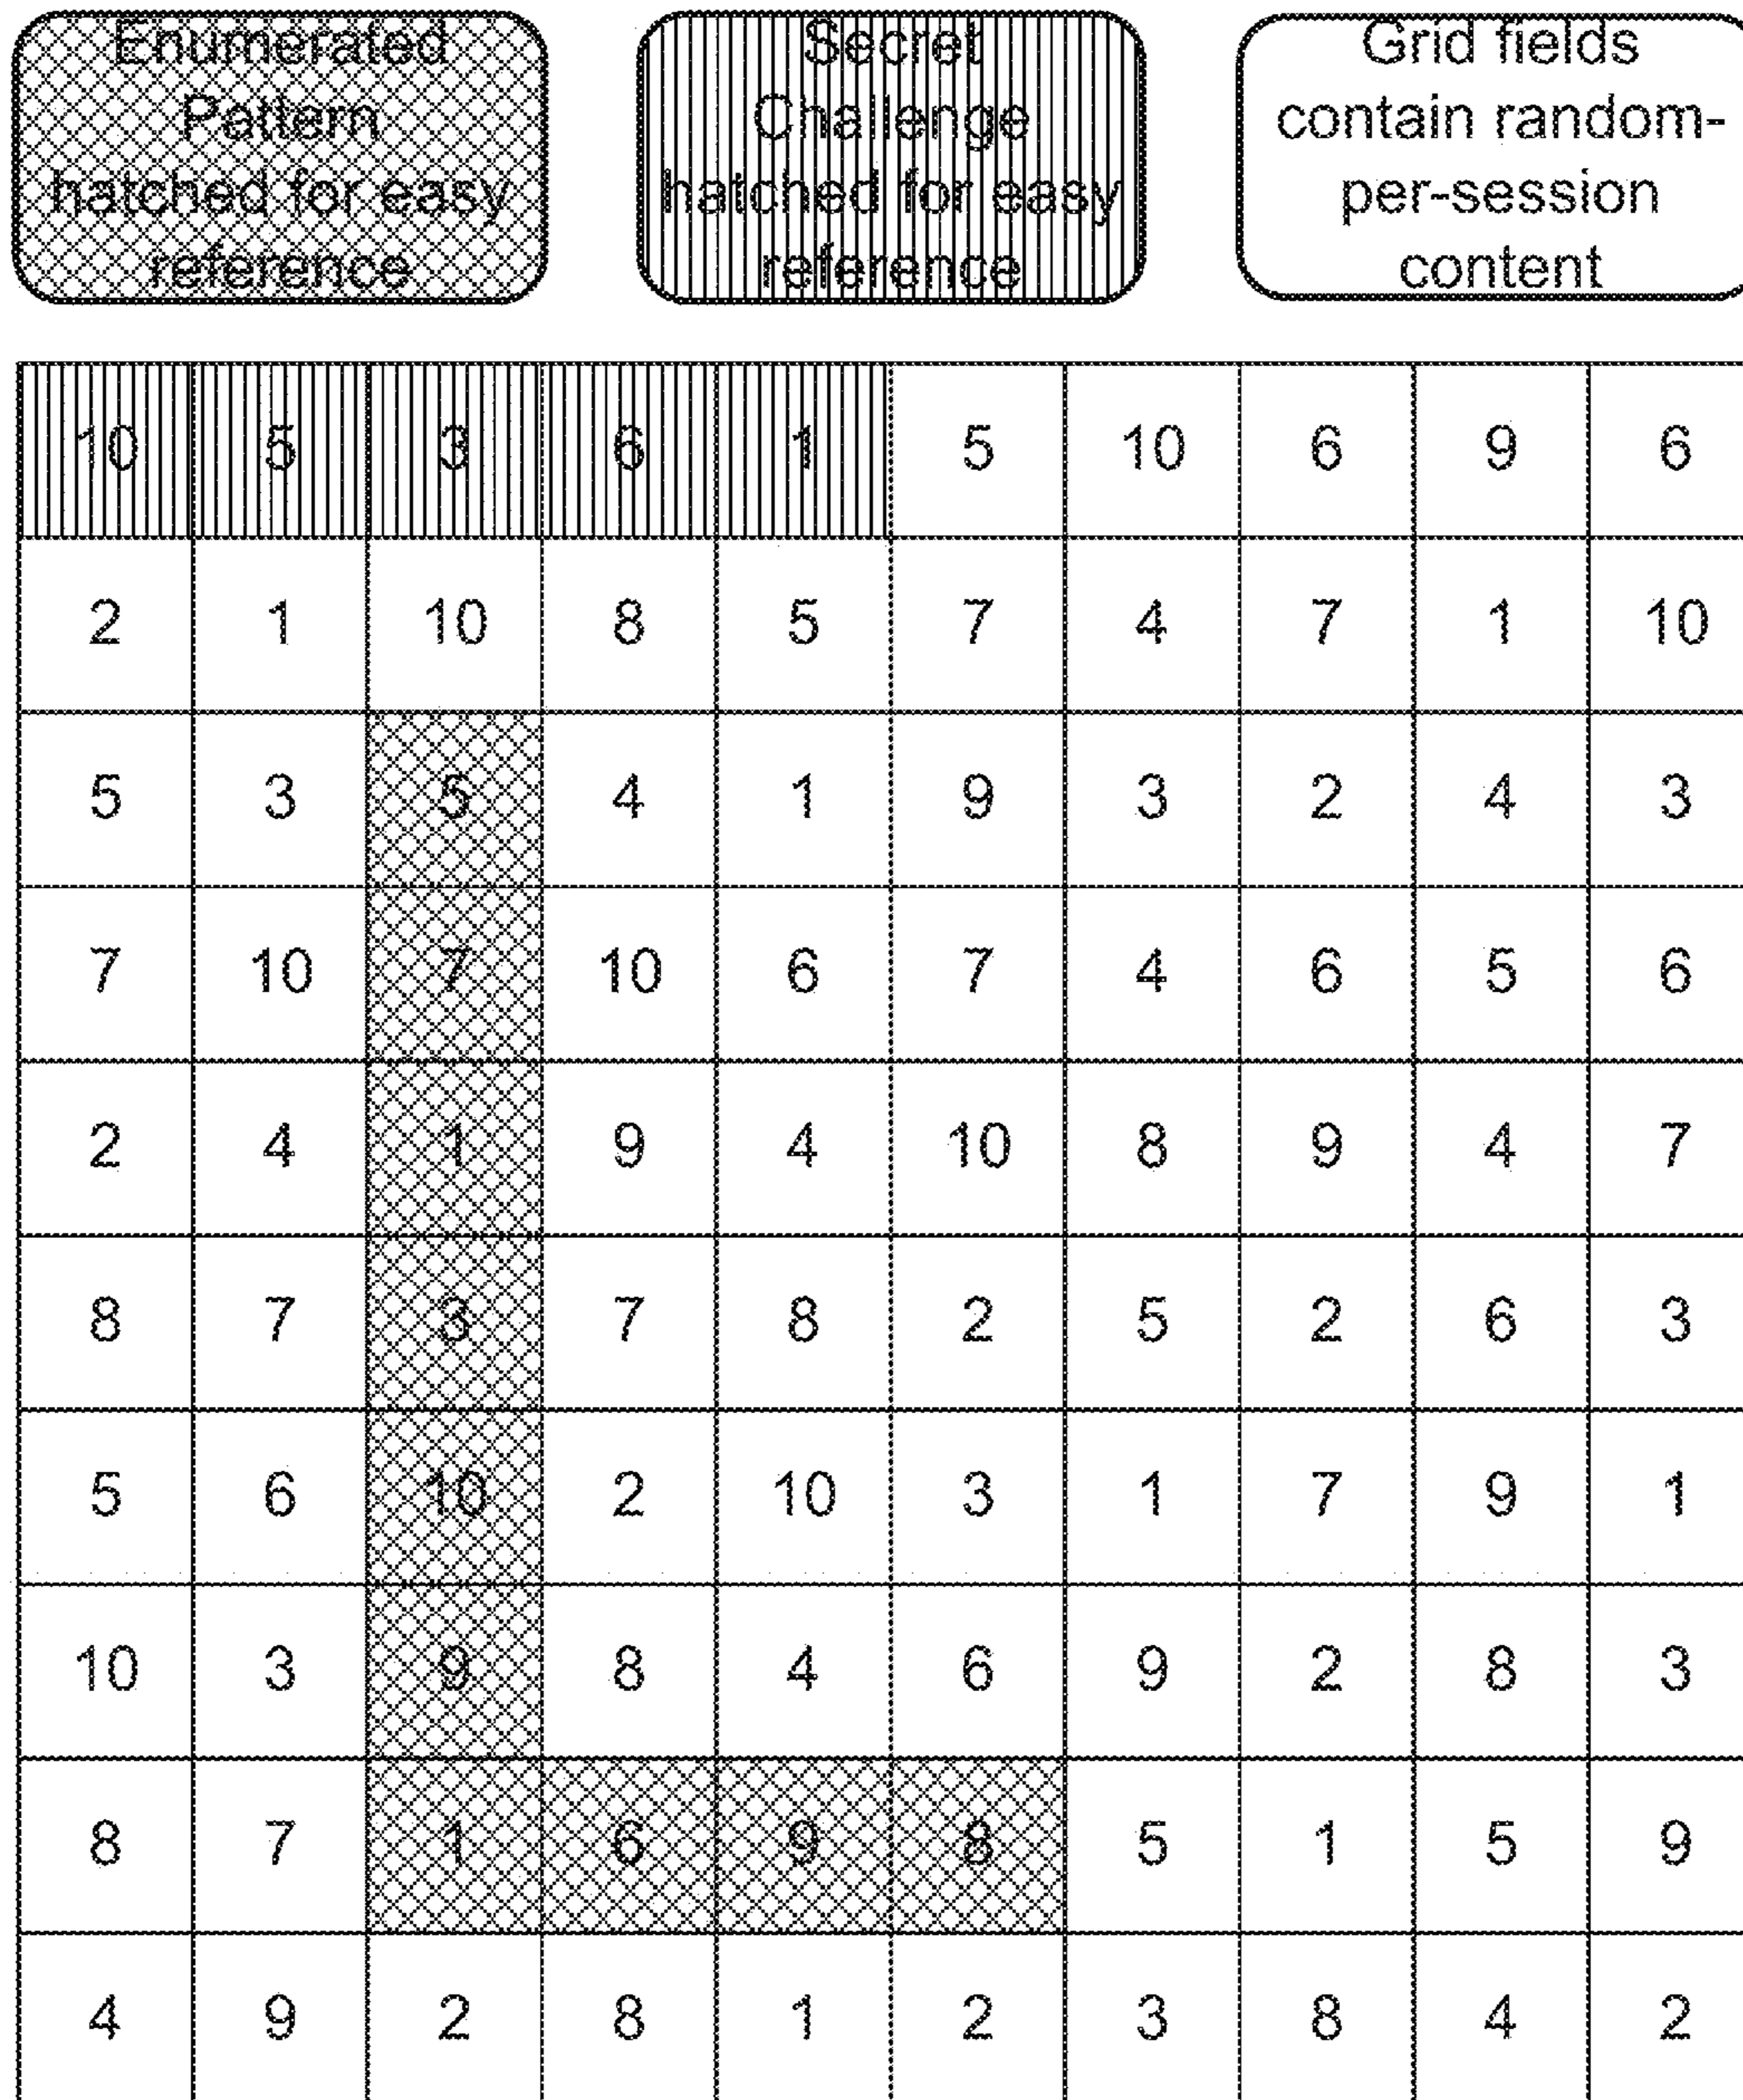 Enumerated
Pattern
hatched for easy
reference
Secret
Challenge
hatched for easy
reference
Grid fields
contain random-
per-session
content
10 5 3 6 1 5 10 6 9 6
2 1 10 8 5 7 4 7 1 10
5 3 5 4 1 9 3 2 4 3
7 10 7 10 6 7 4 6 5 6
2 4 1 9 4 10 8 9 4 7
8 7 3 7 8 2 5 2 6 3
5 6 10 2 10 3 1 7 9 1
10 3 9 8 4 6 9 2 8 3
8 7 1 6 9 8 5 1 5 9
4 9 2 8 1 2 3 8 4 2